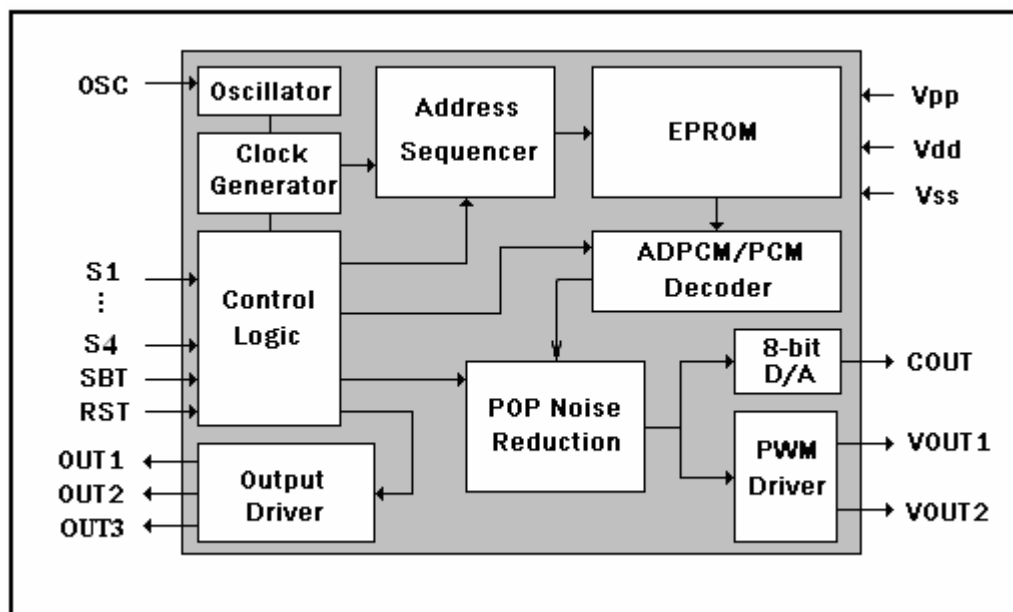 OSC
Oscillator
Clock
Generator
Address
Sequencer
EPROM
Vpp
Vdd
Vss
S1
⋮
S4
SBT
RST
Control
Logic
ADPCM/PCM
Decoder
POP Noise
Reduction
8-bit
D/A
COUT
PWM
Driver
VOUT1
VOUT2
OUT1
OUT2
OUT3
Output
Driver